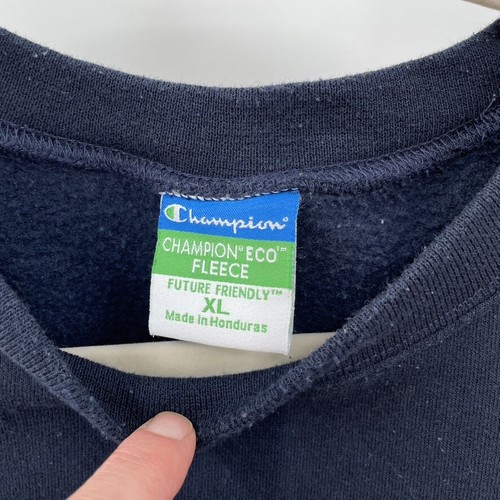 Champion®
CHAMPION® ECO™
FLEECE
FUTURE FRIENDLY™
XL
Made in Honduras